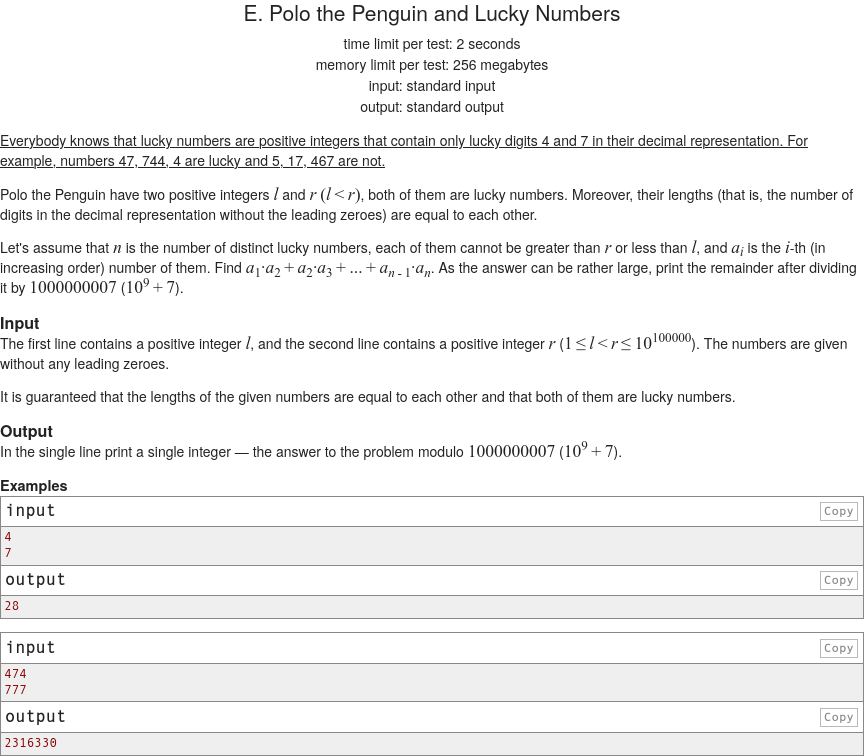 E. Polo the Penguin and Lucky Numbers
time limit per test: 2 seconds
memory limit per test: 256 megabytes
input: standard input
output: standard output
Everybody knows that lucky numbers are positive integers that contain only lucky digits 4 and 7 in their decimal representation. For
example, numbers 47, 744, 4 are lucky and 5, 17, 467 are not.
Polo the Penguin have two positive integers l and r (l < r), both of them are lucky numbers. Moreover, their lengths (that is, the number of
digits in the decimal representation without the leading zeroes) are equal to each other.
Let's assume that n is the number of distinct lucky numbers, each of them cannot be greater than r or less than l, and a_i is the i-th (in
increasing order) number of them. Find a_1·a_2 + a_2·a_3 + ... + a_{n - 1}·a_n. As the answer can be rather large, print the remainder after dividing
it by 1000000007 (10^9 + 7).
Input
The first line contains a positive integer l, and the second line contains a positive integer r (1 ≤ l < r ≤ 10^100000). The numbers are given
without any leading zeroes.
It is guaranteed that the lengths of the given numbers are equal to each other and that both of them are lucky numbers.
Output
In the single line print a single integer — the answer to the problem modulo 1000000007 (10^9 + 7).
Examples
input Copy
4
7
output Copy
28
input Copy
474
777
output Copy
2316330